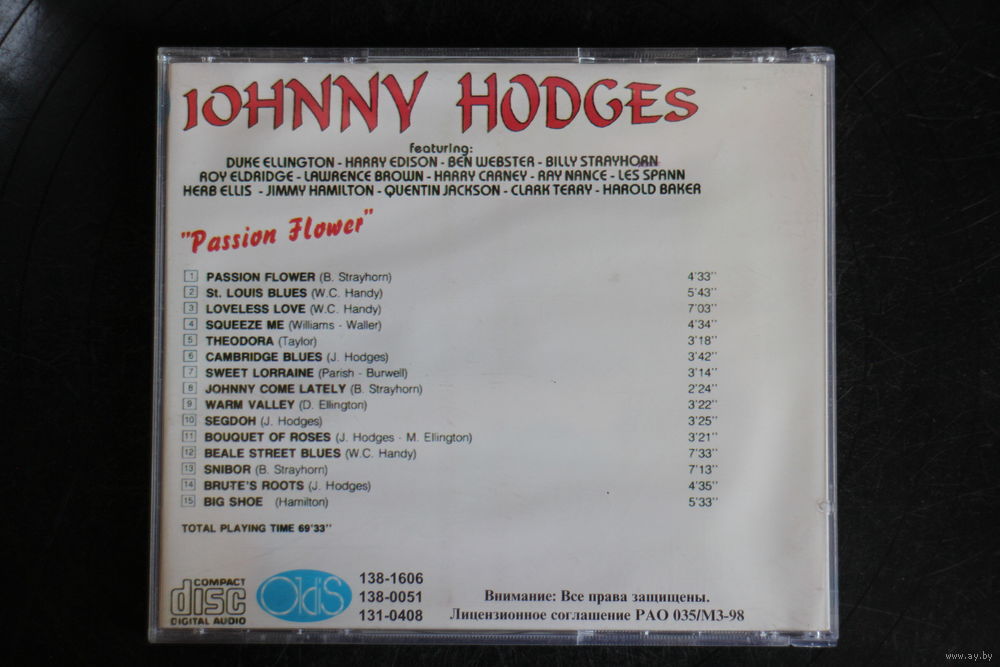 JOHNNY HODGES
featuring:
DUKE ELLINGTON - HARRY EDISON - BEN WEBSTER - BILLY STRAYHORN
ROY ELDRIDGE - LAWRENCE BROWN - HARRY CARNEY - RAY NANCE - LES SPANN
HERB ELLIS - JIMMY HAMILTON - QUENTIN JACKSON - CLARK TERRY - HAROLD BAKER
"Passion Flower"
1 PASSION FLOWER (B. Strayhorn) 4'33''
2 St. LOUIS BLUES (W.C. Handy) 5'43''
3 LOVELESS LOVE (W.C. Handy) 7'03''
4 SQUEEZE ME (Williams - Waller) 4'34''
5 THEODORA (Taylor) 3'18''
6 CAMBRIDGE BLUES (J. Hodges) 3'42''
7 SWEET LORRAINE (Parish - Burwell) 3'14''
8 JOHNNY COME LATELY (B. Strayhorn) 2'24''
9 WARM VALLEY (D. Ellington) 3'22''
10 SEGDOH (J. Hodges) 3'25''
11 BOUQUET OF ROSES (J. Hodges - M. Ellington) 3'21''
12 BEALE STREET BLUES (W.C. Handy) 7'33''
13 SNIBOR (B. Strayhorn) 7'13''
14 BRUTE'S ROOTS (J. Hodges) 4'35''
15 BIG SHOE (Hamilton) 5'33''
TOTAL PLAYING TIME 69'33''
COMPACT
disc
DIGITAL AUDIO
OldiS
138-1606
138-0051
131-0408
Внимание: Все права защищены.
Лицензионное соглашение РАО 035/МЗ-98
www.ay.by